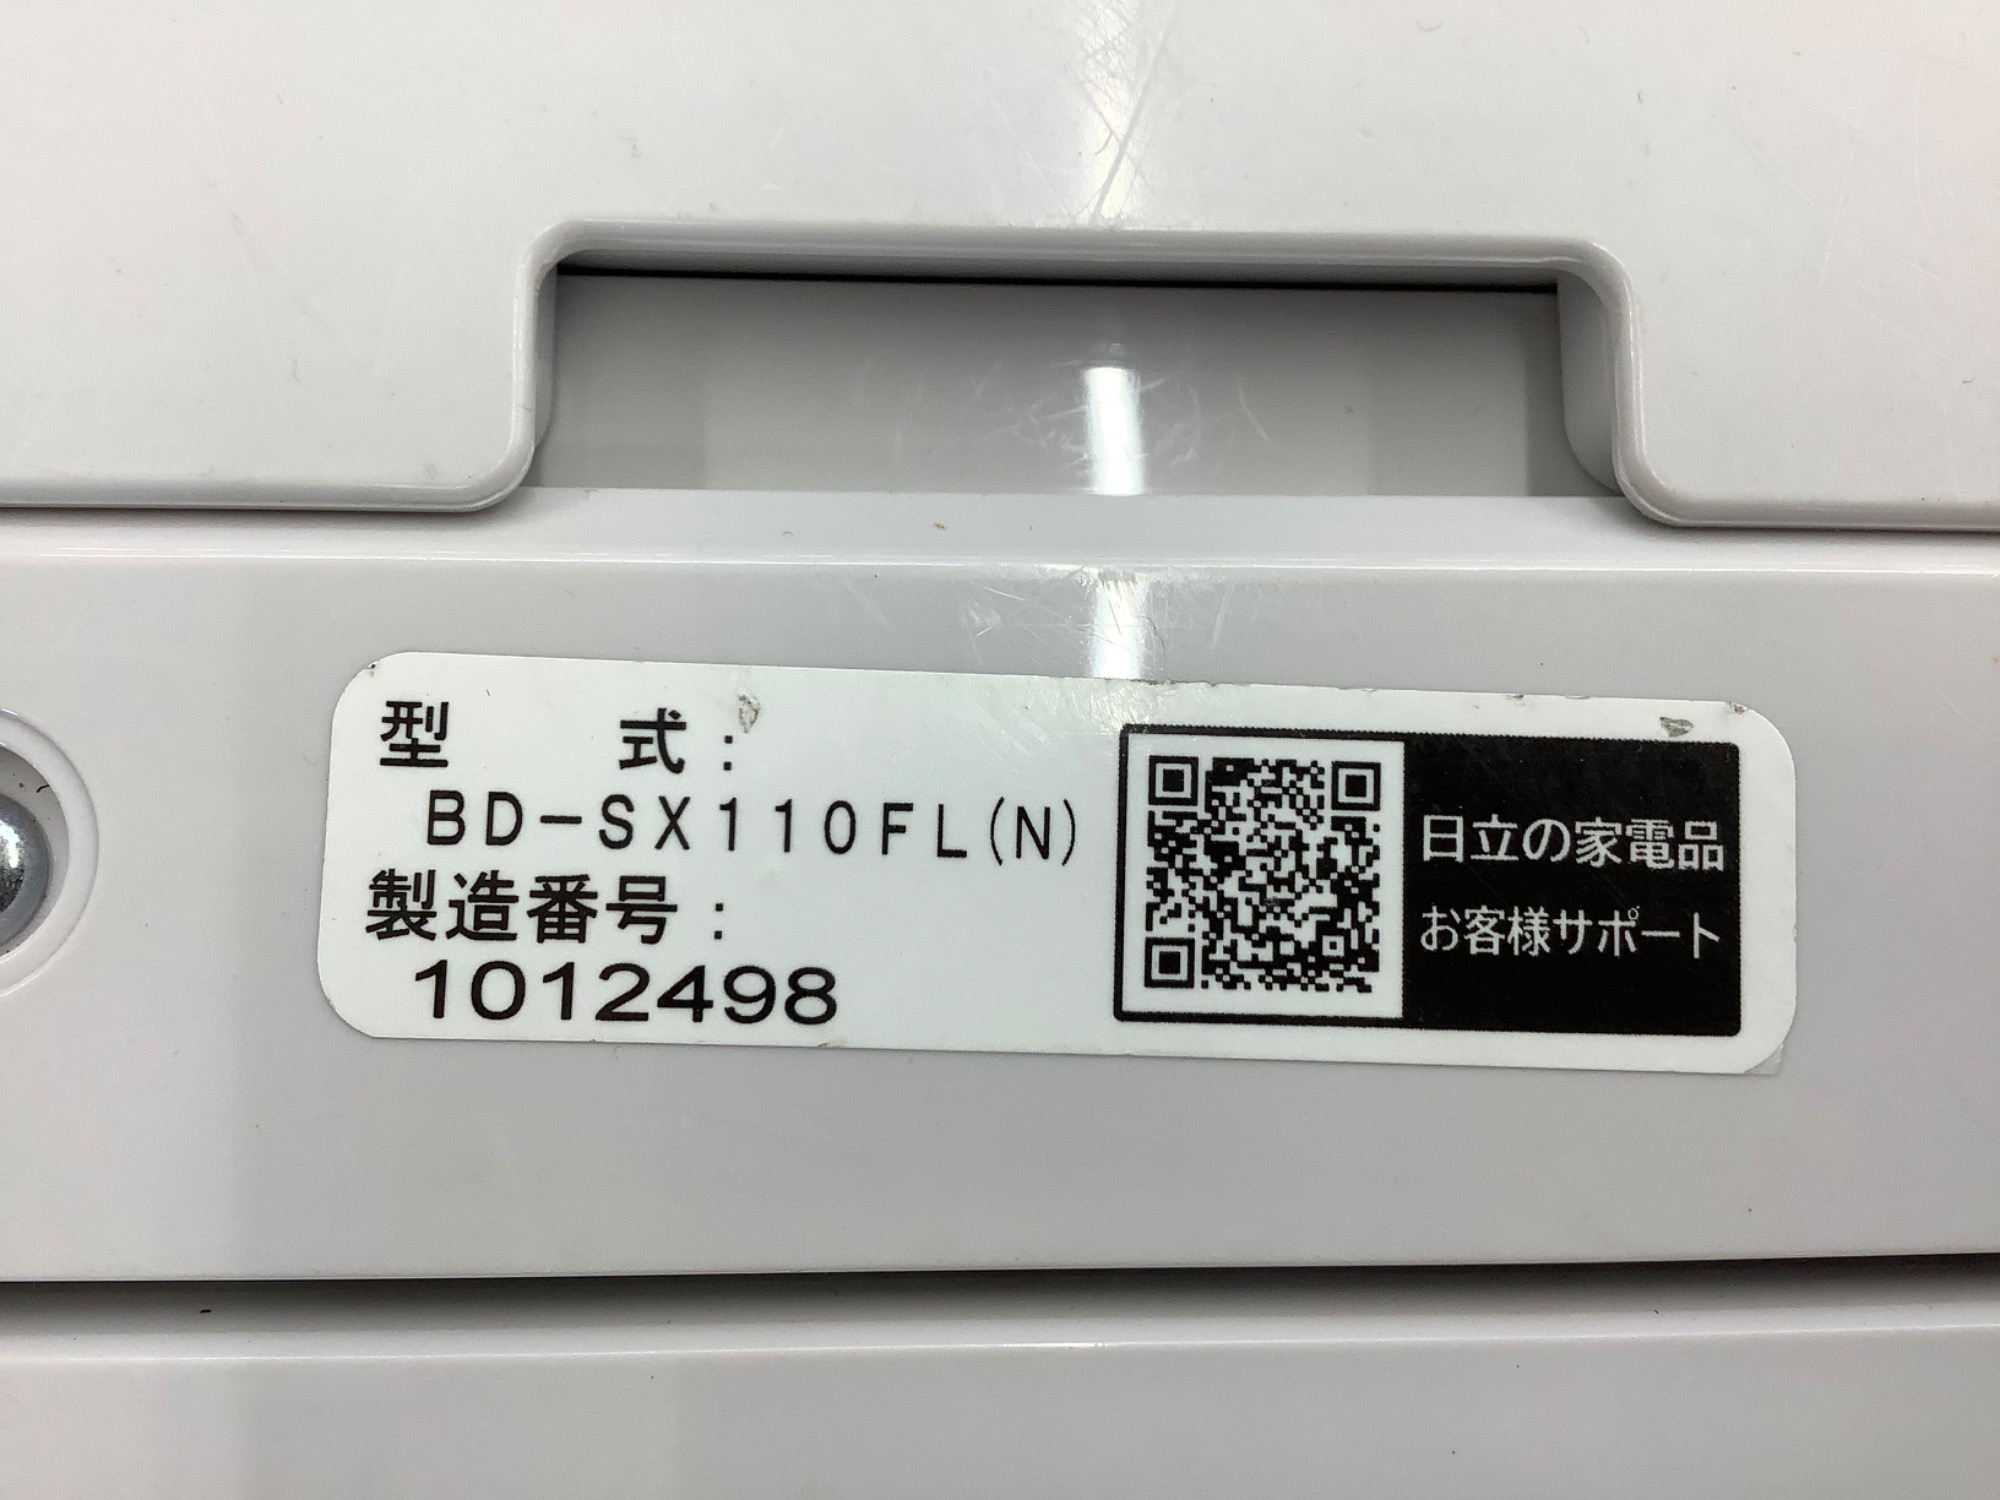 型　　式：
BD-SX110FL(N)
製造番号：
1012498
日立の家電品
お客様サポート